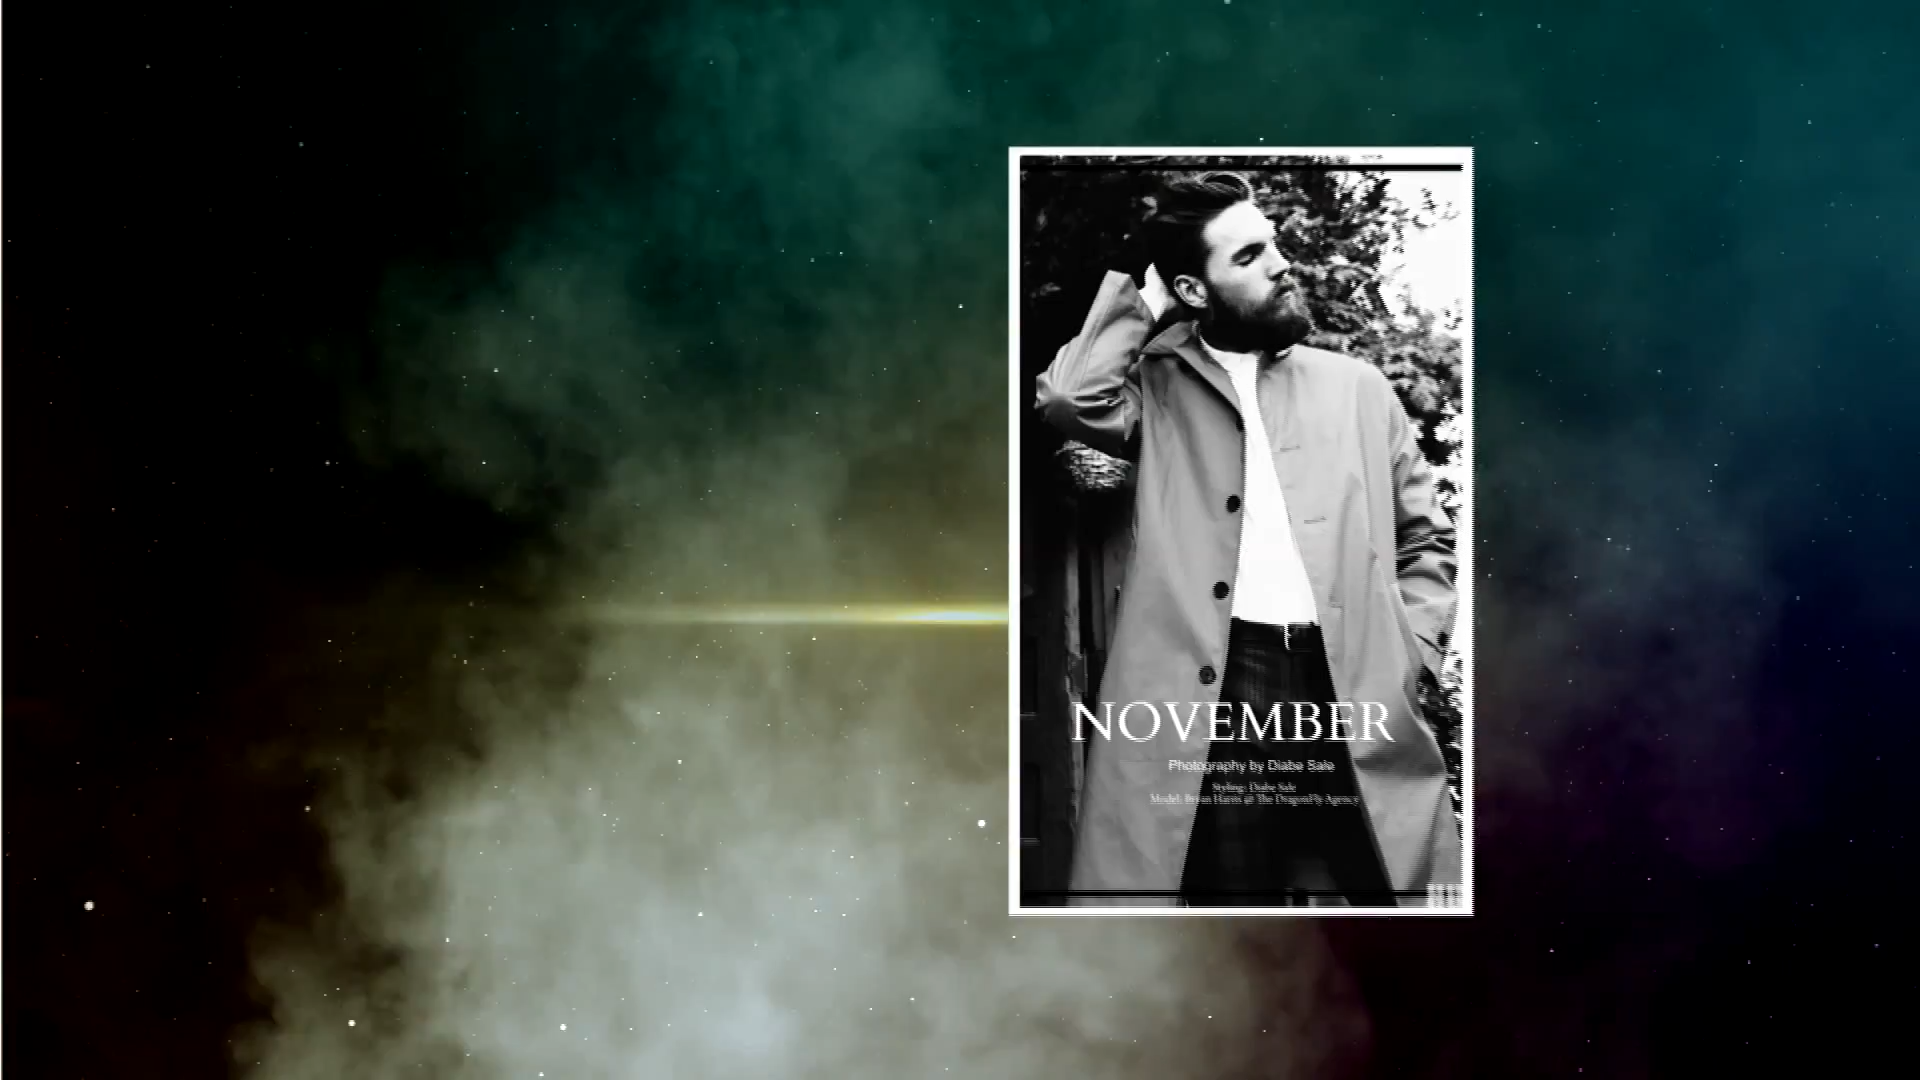 NOVEMBER
Photography by Diabe Sale
Styling: Diabe Sale
Model: Bryan Harris @ The DragonFly Agency